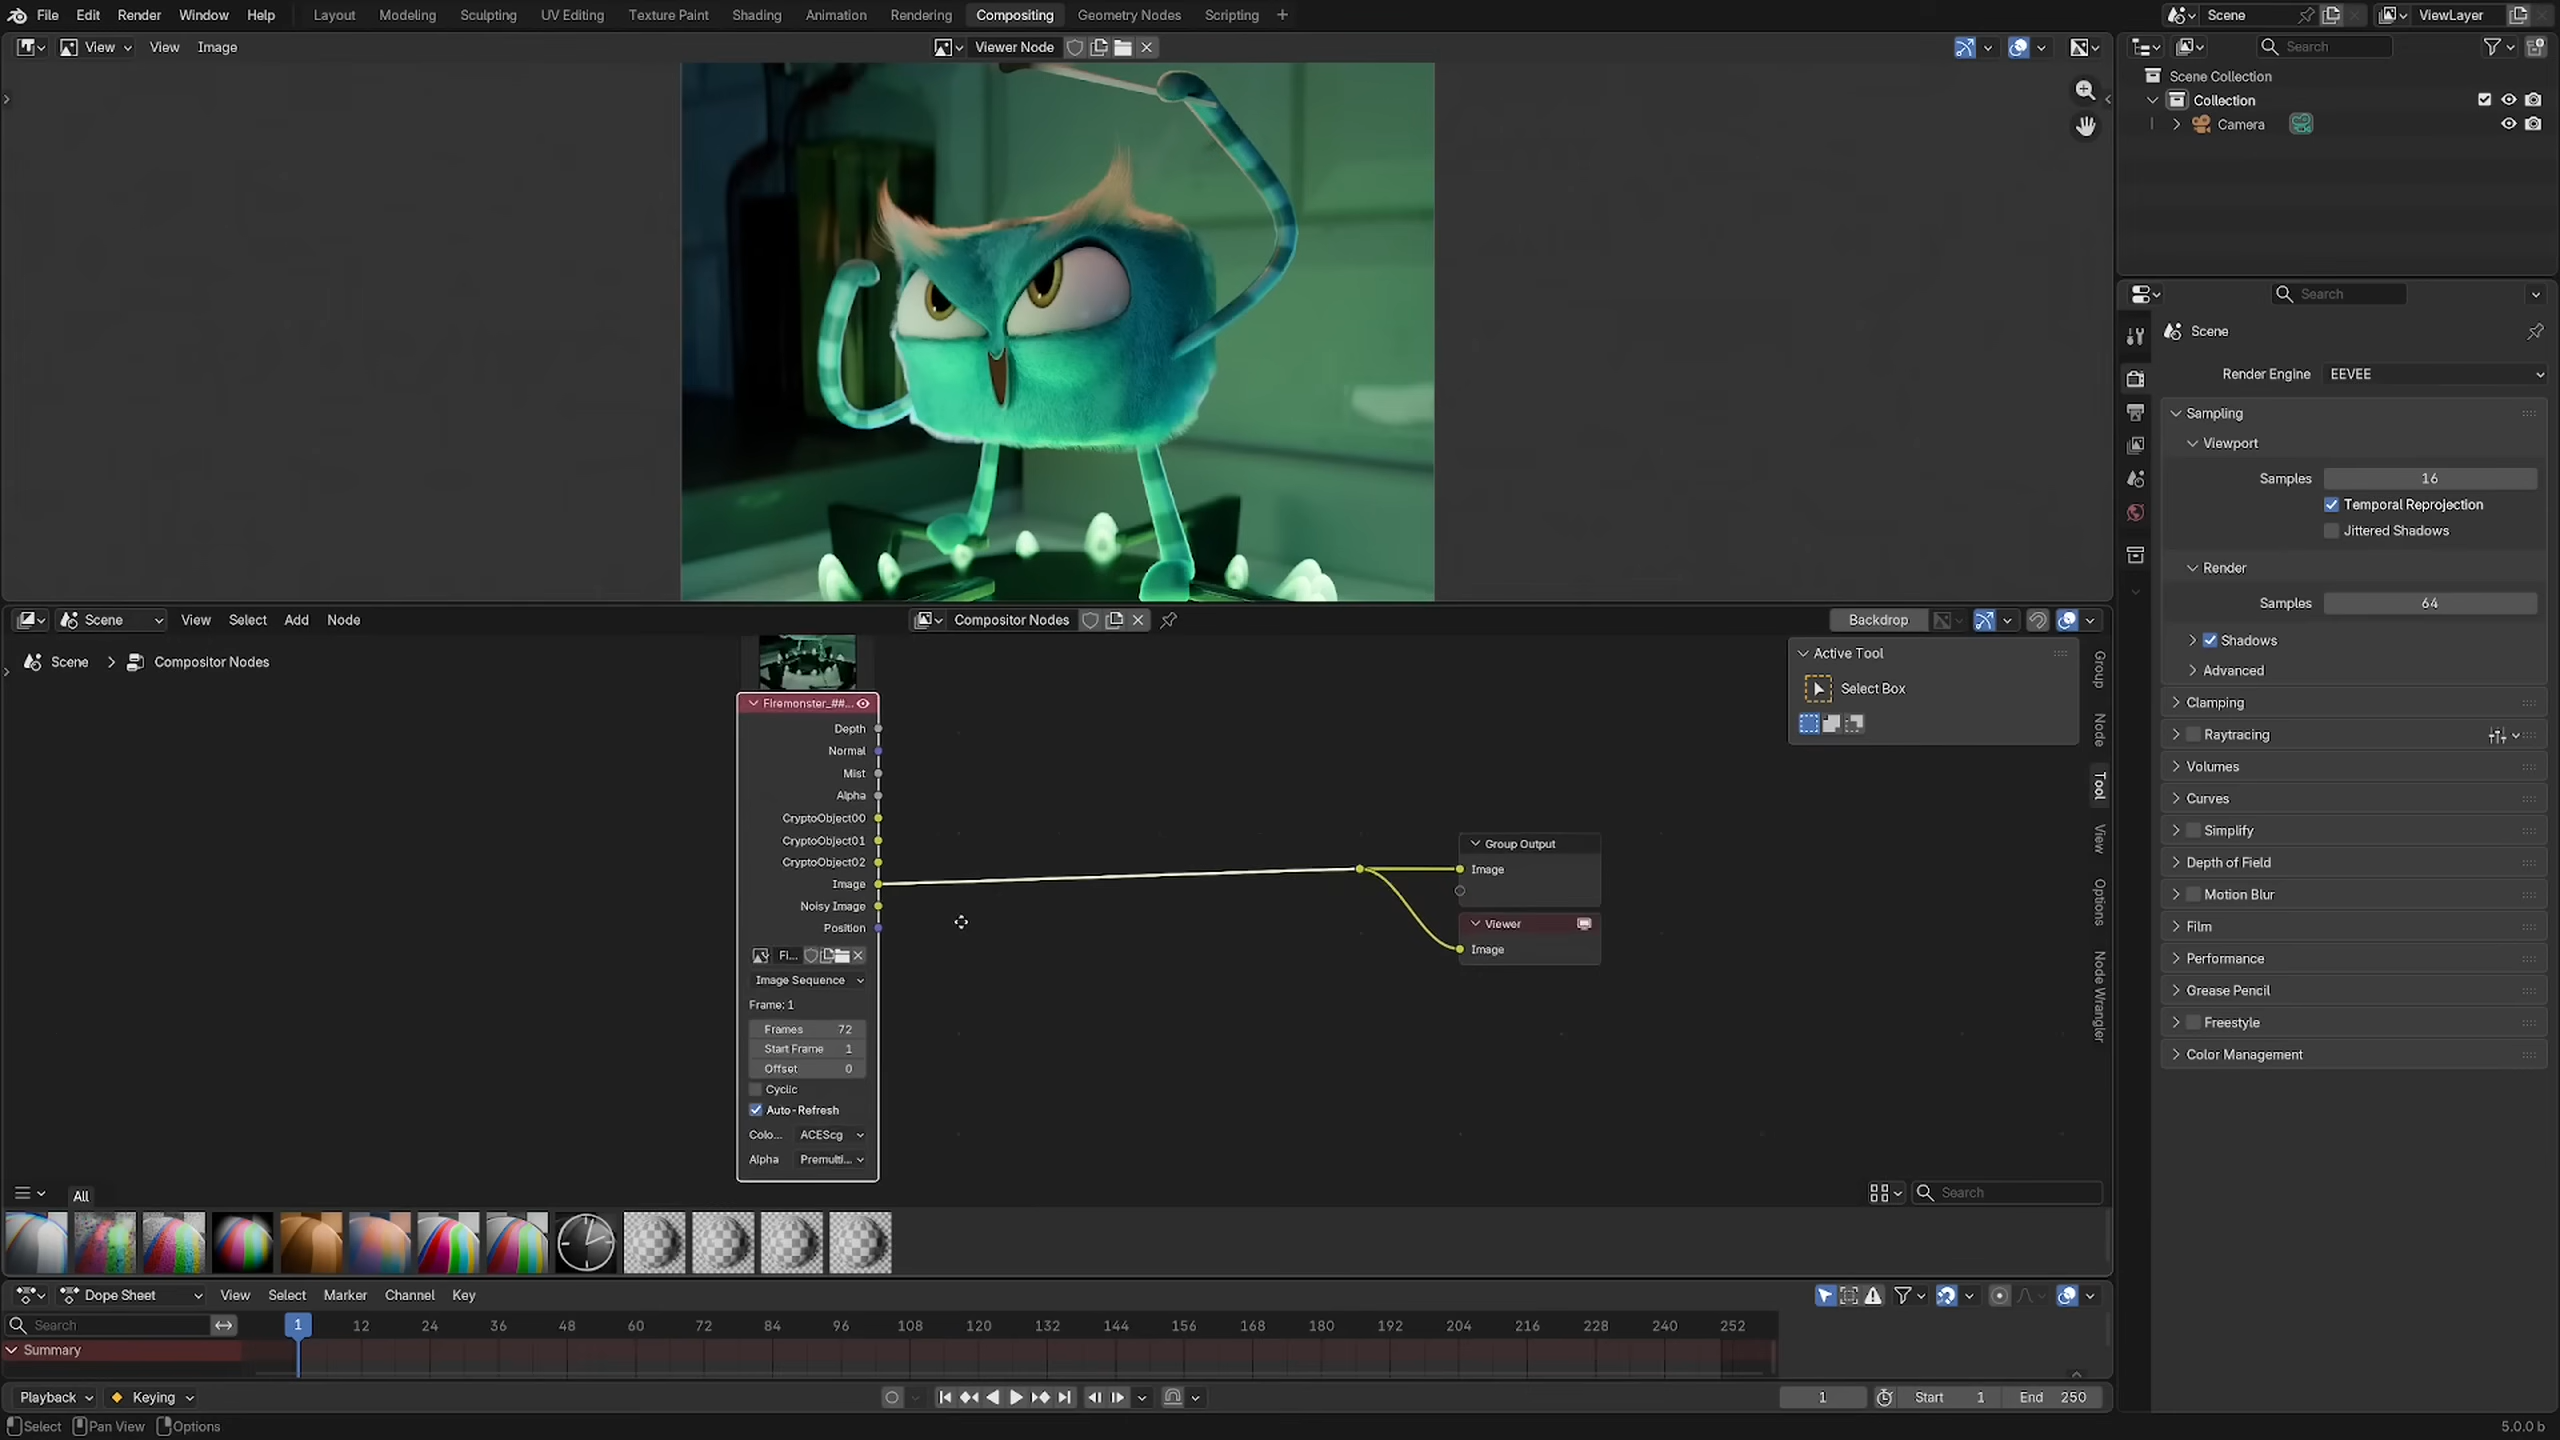 File Edit Render Window Help Layout Modeling Sculpting UV Editing Texture Paint Shading Animation Rendering Compositing Geometry Nodes Scripting + Scene ViewLayer
View View Image Viewer Node Search
Scene Collection
Collection
Camera
Search
Scene
Render Engine EEVEE
Sampling
Viewport
Samples 16
Temporal Reprojection
Jittered Shadows
Render
Samples 64
Shadows
Advanced
Clamping
Raytracing
Volumes
Curves
Simplify
Depth of Field
Motion Blur
Film
Performance
Grease Pencil
Freestyle
Color Management
Scene View Select Add Node Compositor Nodes Backdrop
Scene > Compositor Nodes
Active Tool
Select Box
Group
Node
Tool
View
Options
Node Wrangler
Firemonster_##...
Depth
Normal
Mist
Alpha
CryptoObject00
CryptoObject01
CryptoObject02
Image
Noisy Image
Position
Fi...
Image Sequence
Frame: 1
Frames 72
Start Frame 1
Offset 0
Cyclic
Auto-Refresh
Colo... ACEScg
Alpha Premulti...
Group Output
Image
Viewer
Image
All Search
Dope Sheet View Select Marker Channel Key
Search 1 12 24 36 48 60 72 84 96 108 120 132 144 156 168 180 192 204 216 228 240 252
Summary
Playback Keying 1 Start 1 End 250
Select Pan View Options 5.0.0 b